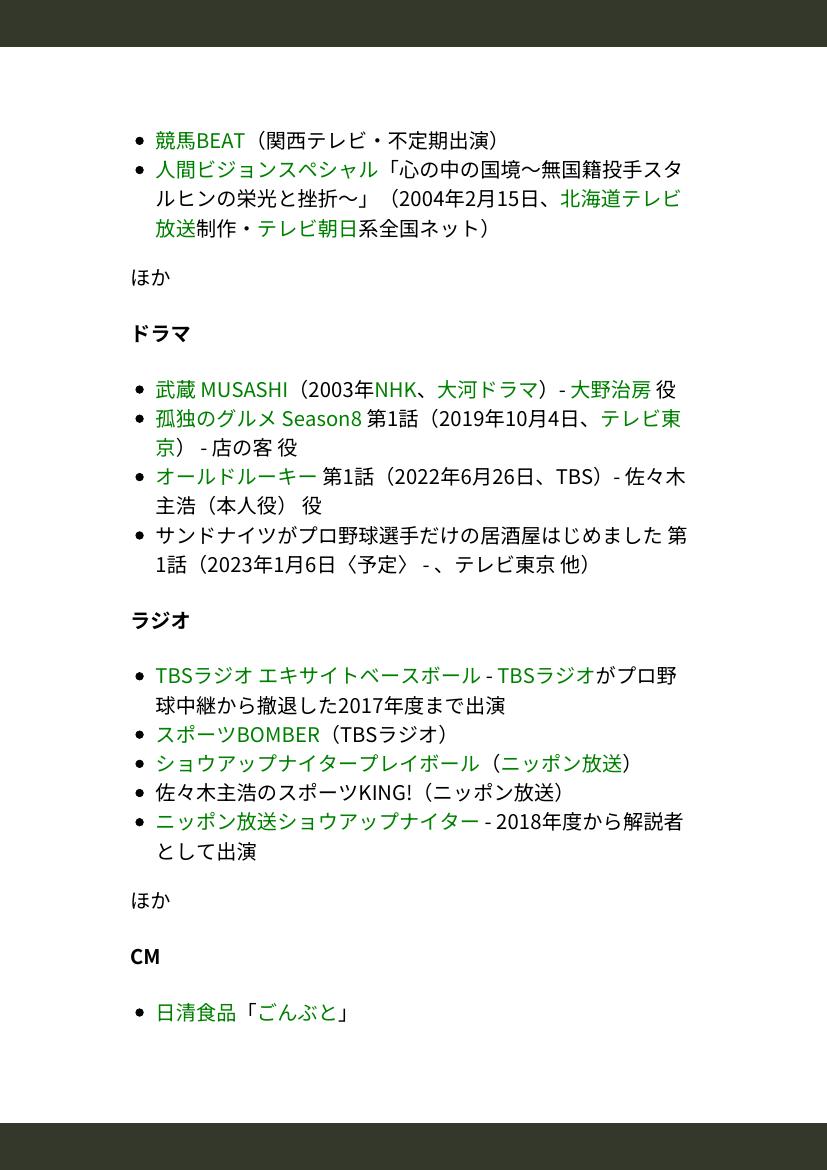 競馬BEAT（関西テレビ・不定期出演）
人間ビジョンスペシャル「心の中の国境〜無国籍投手スタ
ルヒンの栄光と挫折〜」（2004年2月15日、北海道テレビ
放送制作・テレビ朝日系全国ネット）
ほか
ドラマ
武蔵 MUSASHI（2003年NHK、大河ドラマ）- 大野治房 役
孤独のグルメ Season8 第1話（2019年10月4日、テレビ東
京） - 店の客 役
オールドルーキー 第1話（2022年6月26日、TBS）- 佐々木
主浩（本人役） 役
サンドナイツがプロ野球選手だけの居酒屋はじめました 第
1話（2023年1月6日〈予定〉 - 、テレビ東京 他）
ラジオ
TBSラジオ エキサイトベースボール - TBSラジオがプロ野
球中継から撤退した2017年度まで出演
スポーツBOMBER（TBSラジオ）
ショウアップナイタープレイボール（ニッポン放送）
佐々木主浩のスポーツKING!（ニッポン放送）
ニッポン放送ショウアップナイター - 2018年度から解説者
として出演
ほか
CM
日清食品「ごんぶと」